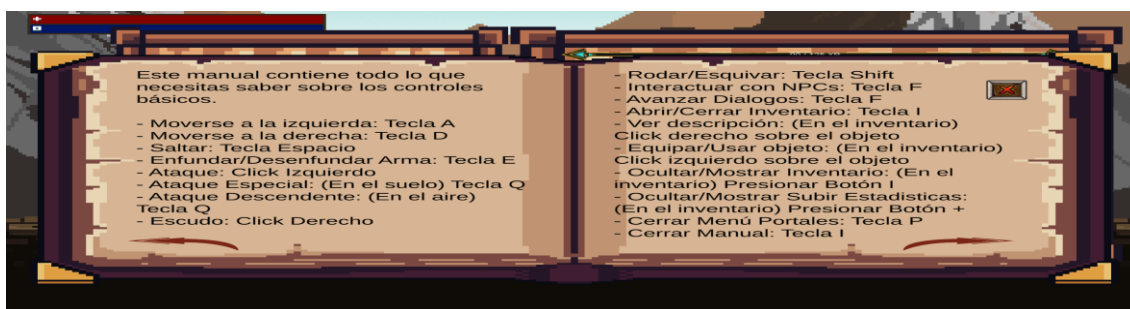 Este manual contiene todo lo que
necesitas saber sobre los controles
básicos.
- Moverse a la izquierda: Tecla A
- Moverse a la derecha: Tecla D
- Saltar: Tecla Espacio
- Enfundar/Desenfundar Arma: Tecla E
- Ataque: Click Izquierdo
- Ataque Especial: (En el suelo) Tecla Q
- Ataque Descendente: (En el aire)
Tecla Q
- Escudo: Click Derecho
- Rodar/Esquivar: Tecla Shift
- Interactuar con NPCs: Tecla F
- Avanzar Dialogos: Tecla F
- Abrir/Cerrar Inventario: Tecla I
- Ver descripción: (En el inventario)
Click derecho sobre el objeto
- Equipar/Usar objeto: (En el inventario)
Click izquierdo sobre el objeto
- Ocultar/Mostrar Inventario: (En el
inventario) Presionar Botón I
- Ocultar/Mostrar Subir Estadisticas:
(En el inventario) Presionar Botón +
- Cerrar Menú Portales: Tecla P
- Cerrar Manual: Tecla I